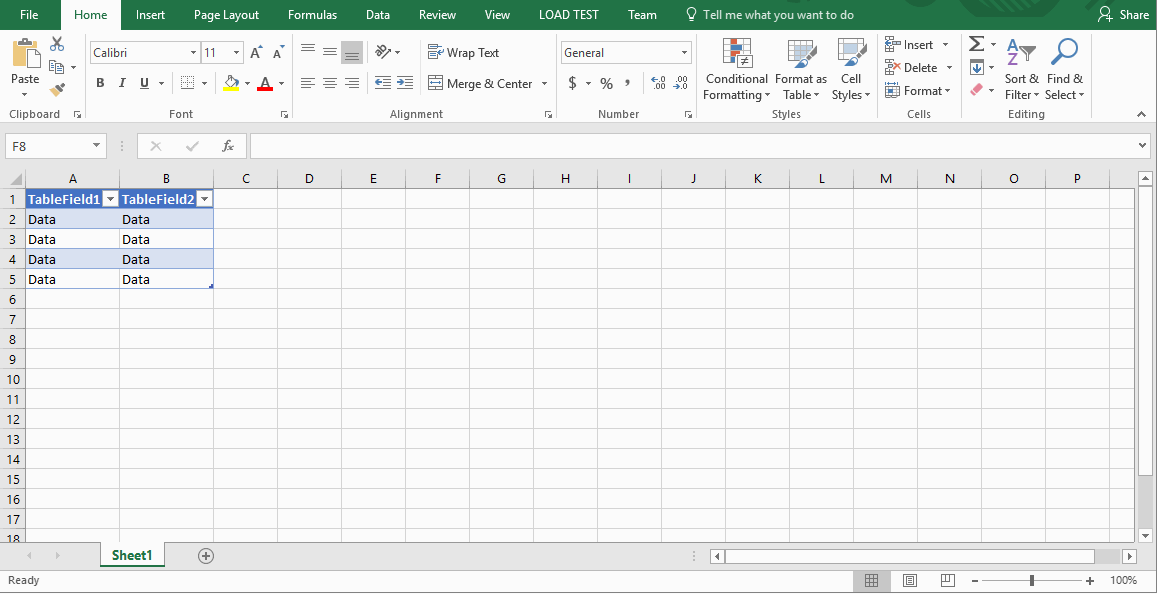 File Home Insert Page Layout Formulas Data Review View LOAD TEST Team Tell me what you want to do Share
Calibri 11 Wrap Text General Insert
Paste B I U Merge & Center $ % , Conditional Formatting Format as Table Cell Styles Delete Sort & Filter Find & Select
Format
Clipboard Font Alignment Number Styles Cells Editing
F8 fx
A B C D E F G H I J K L M N O P
1 TableField1 TableField2
2 Data Data
3 Data Data
4 Data Data
5 Data Data
6
7
8
9
10
11
12
13
14
15
16
17
18
Sheet1
Ready 100%